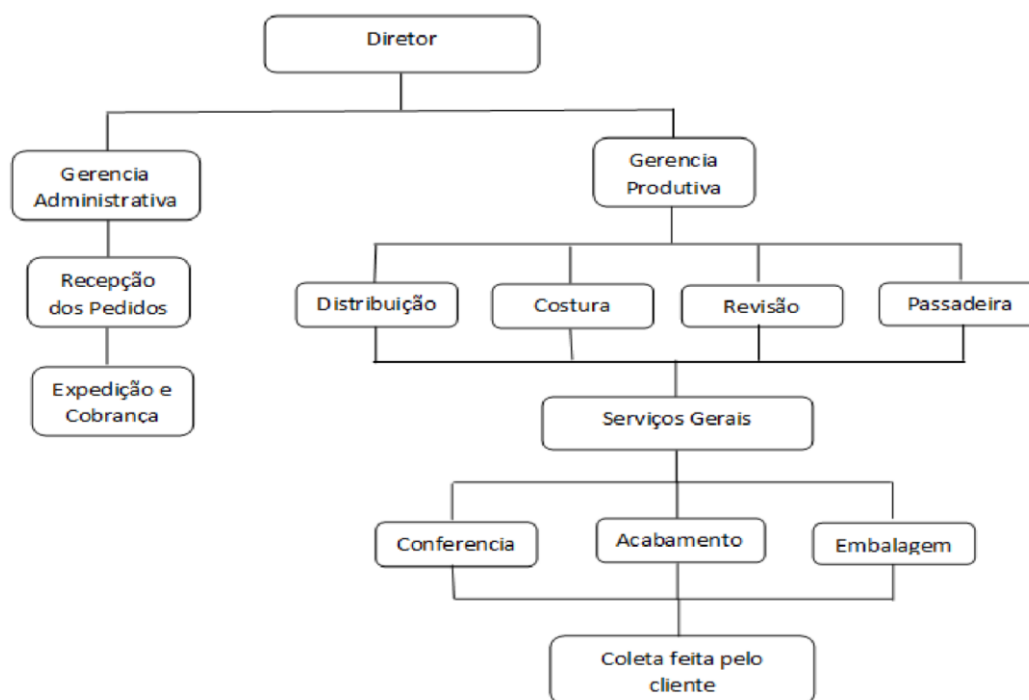 Diretor
Gerencia
Administrativa
Gerencia
Produtiva
Recepção
dos Pedidos
Distribuição
Costura
Revisão
Passadeira
Expedição e
Cobrança
Serviços Gerais
Conferencia
Acabamento
Embalagem
Coleta feita pelo
cliente